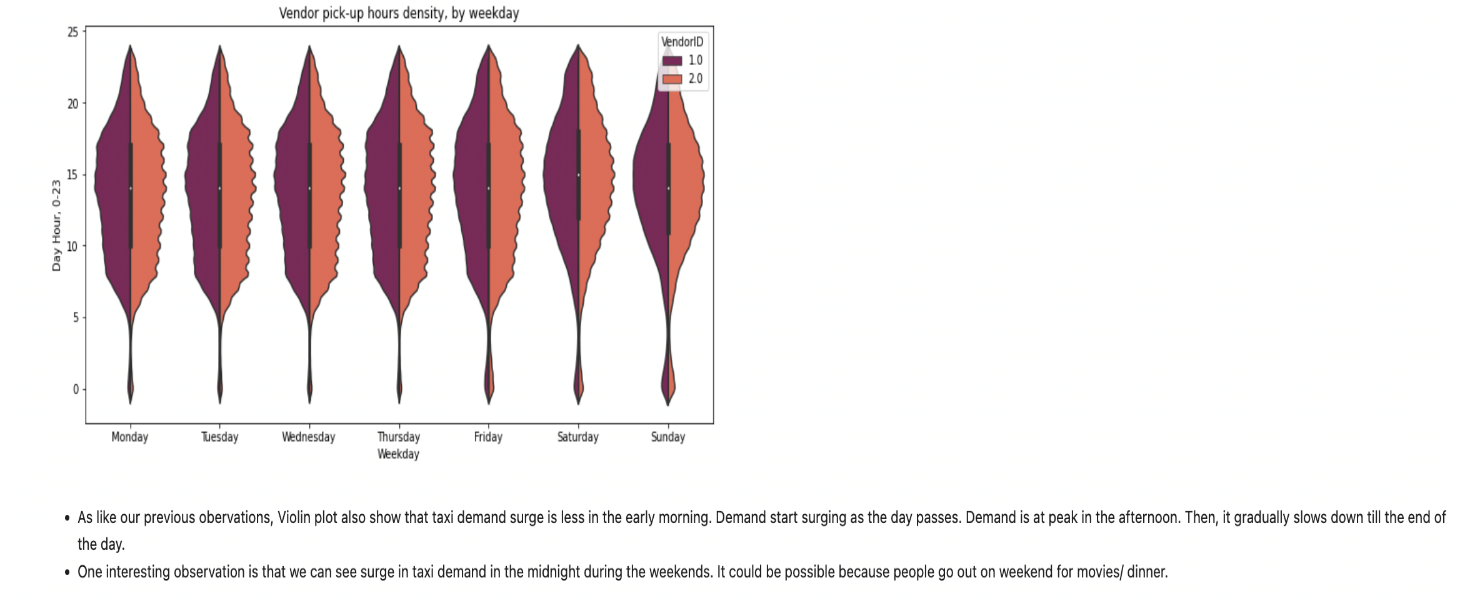 Vendor pick-up hours density, by weekday
25
20
15
10
5
0
Day Hour, 0-23
VendorID
1.0
2.0
Monday Tuesday Wednesday Thursday Friday Saturday Sunday
Weekday
• As like our previous obervations, Violin plot also show that taxi demand surge is less in the early morning. Demand start surging as the day passes. Demand is at peak in the afternoon. Then, it gradually slows down till the end of
the day.
• One interesting observation is that we can see surge in taxi demand in the midnight during the weekends. It could be possible because people go out on weekend for movies/ dinner.